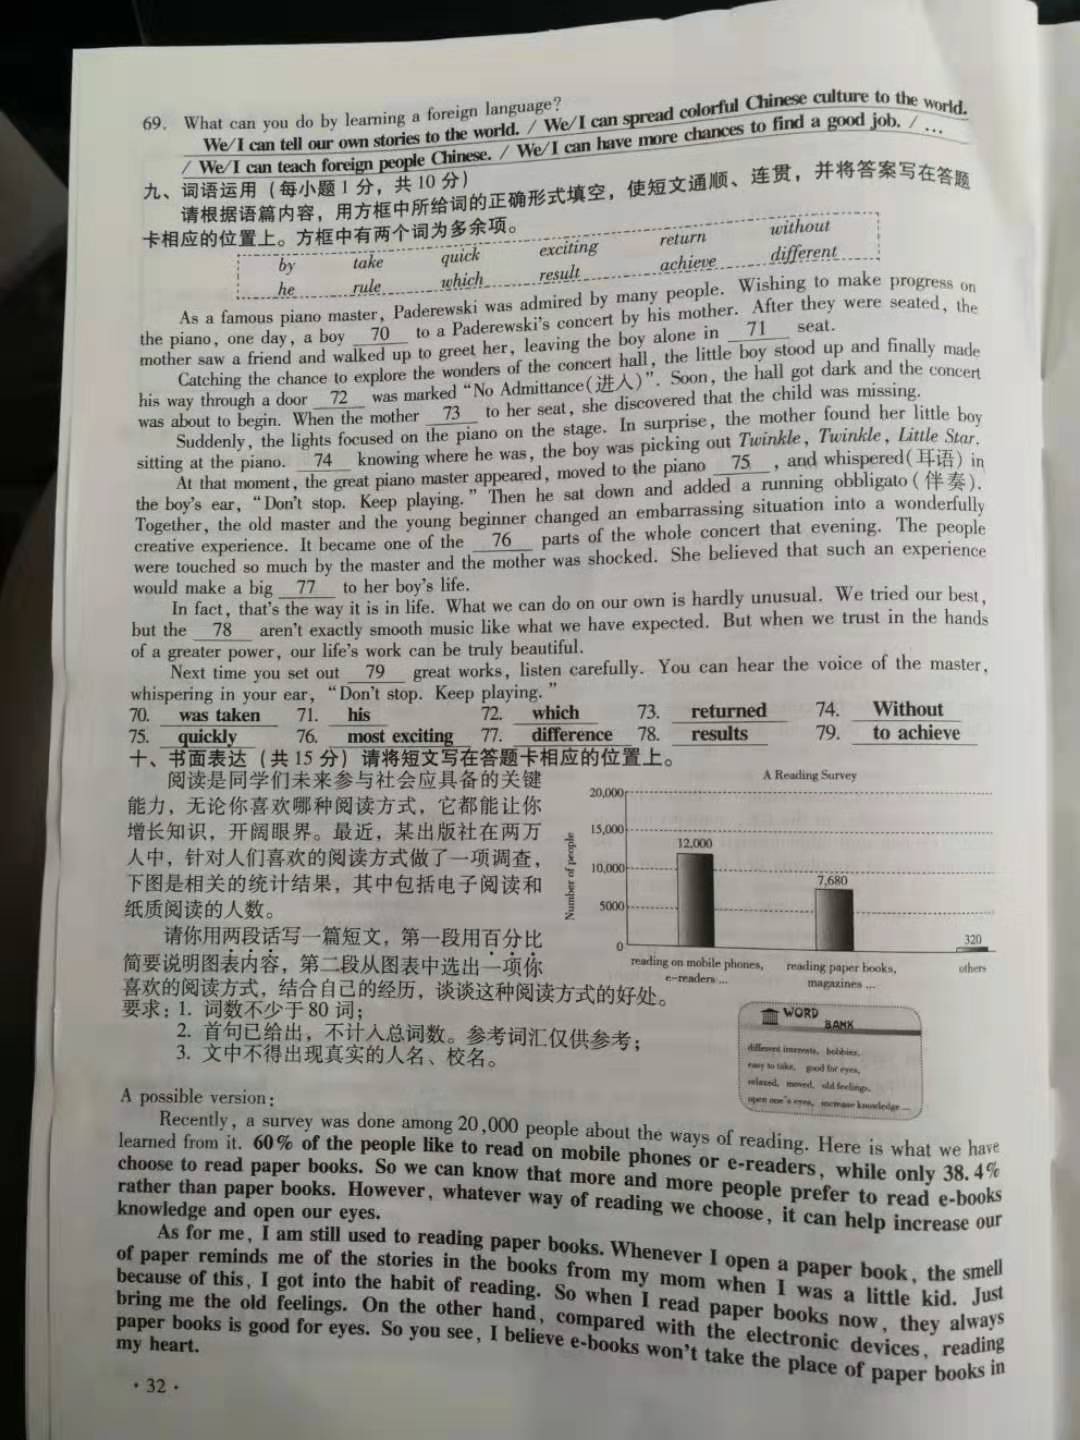 69. What can you do by learning a foreign language?
We/I can tell our own stories to the world. / We/I can spread colorful Chinese culture to the world.
/ We/I can teach foreign people Chinese. / We/I can have more chances to find a good job. / …
九、词语运用（每小题 1 分，共 10 分）
请根据语篇内容，用方框中所给词的正确形式填空，使短文通顺、连贯，并将答案写在答题
卡相应的位置上。方框中有两个词为多余项。
by take quick exciting return without
he rule which result achieve different
As a famous piano master, Paderewski was admired by many people. Wishing to make progress on
the piano, one day, a boy 70 to a Paderewski's concert by his mother. After they were seated, the
mother saw a friend and walked up to greet her, leaving the boy alone in 71 seat.
Catching the chance to explore the wonders of the concert hall, the little boy stood up and finally made
his way through a door 72 was marked “No Admittance(进入)”. Soon, the hall got dark and the concert
was about to begin. When the mother 73 to her seat, she discovered that the child was missing.
Suddenly, the lights focused on the piano on the stage. In surprise, the mother found her little boy
sitting at the piano. 74 knowing where he was, the boy was picking out Twinkle, Twinkle, Little Star.
At that moment, the great piano master appeared, moved to the piano 75 , and whispered(耳语) in
the boy's ear, “Don't stop. Keep playing.” Then he sat down and added a running obbligato (伴奏).
Together, the old master and the young beginner changed an embarrassing situation into a wonderfully
creative experience. It became one of the 76 parts of the whole concert that evening. The people
were touched so much by the master and the mother was shocked. She believed that such an experience
would make a big 77 to her boy's life.
In fact, that's the way it is in life. What we can do on our own is hardly unusual. We tried our best,
but the 78 aren't exactly smooth music like what we have expected. But when we trust in the hands
of a greater power, our life's work can be truly beautiful.
Next time you set out 79 great works, listen carefully. You can hear the voice of the master,
whispering in your ear, “Don't stop. Keep playing.”
70. was taken 71. his 72. which 73. returned 74. Without
75. quickly 76. most exciting 77. difference 78. results 79. to achieve
十、书面表达（共 15 分）请将短文写在答题卡相应的位置上。
阅读是同学们未来参与社会应具备的关键
能力，无论你喜欢哪种阅读方式，它都能让你
增长知识，开阔眼界。最近，某出版社在两万
人中，针对人们喜欢的阅读方式做了一项调查，
下图是相关的统计结果，其中包括电子阅读和
纸质阅读的人数。
请你用两段话写一篇短文，第一段用百分比
简要说明图表内容，第二段从图表中选出一项你
喜欢的阅读方式，结合自己的经历，谈谈这种阅读方式的好处。
要求：1. 词数不少于 80 词；
2. 首句已给出，不计入总词数。参考词汇仅供参考；
3. 文中不得出现真实的人名、校名。
A Reading Survey
Number of people
20,000
15,000
10,000
5000
0
12,000
7,680
320
reading on mobile phones,
e-readers ...
reading paper books,
magazines ...
others
WORD
BANK
different interests, hobbies,
easy to take, good for eyes,
relaxed, moved, old feelings,
open one's eyes, increase knowledge ...
A possible version:
Recently, a survey was done among 20,000 people about the ways of reading. Here is what we have
learned from it. 60% of the people like to read on mobile phones or e-readers, while only 38.4%
choose to read paper books. So we can know that more and more people prefer to read e-books
rather than paper books. However, whatever way of reading we choose, it can help increase our
knowledge and open our eyes.
As for me, I am still used to reading paper books. Whenever I open a paper book, the smell
of paper reminds me of the stories in the books from my mom when I was a little kid. Just
because of this, I got into the habit of reading. So when I read paper books now, they always
bring me the old feelings. On the other hand, compared with the electronic devices, reading
paper books is good for eyes. So you see, I believe e-books won't take the place of paper books in
my heart.
· 32 ·